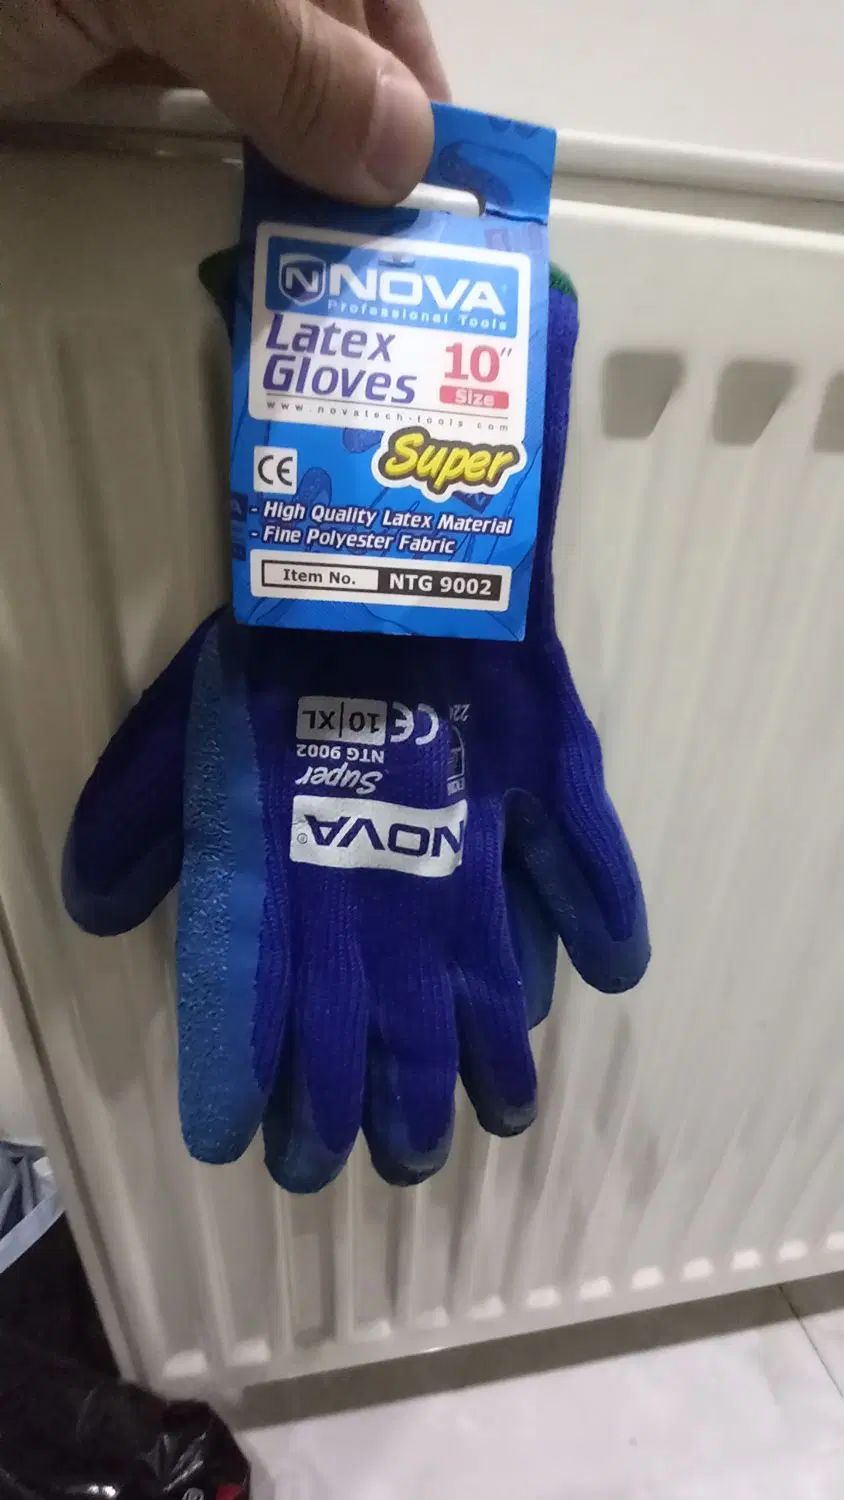 N NOVA
Professional Tools
Latex
Gloves
10"
Size
www.novatech-tools.com
Super
CE
- High Quality Latex Material
- Fine Polyester Fabric
Item No. NTG 9002
NOVA®
Super
NTG 9002
10|XL CE